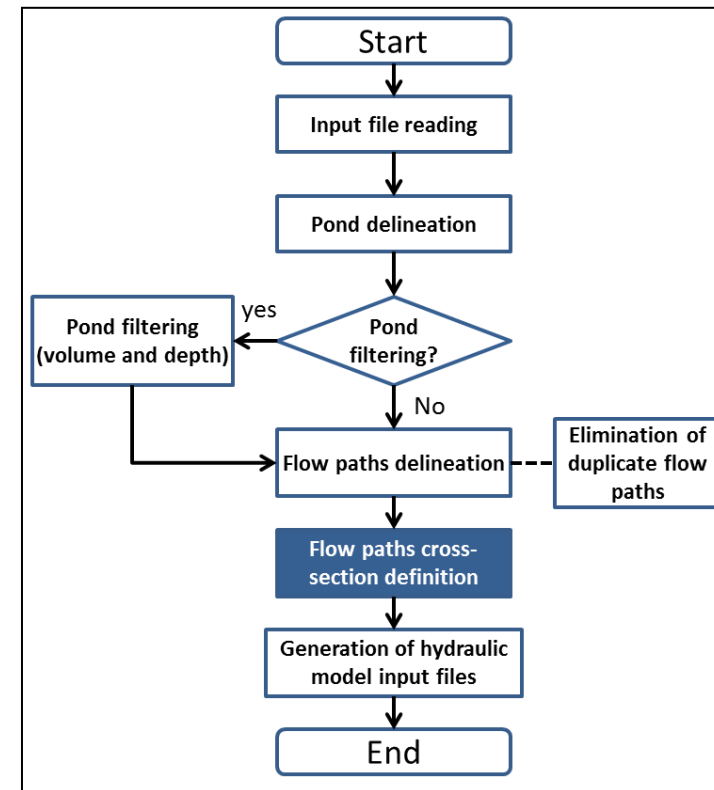 Start
Input file reading
Pond delineation
yes
Pond filtering
(volume and depth)
Pond
filtering?
No
Flow paths delineation
Elimination of
duplicate flow
paths
Flow paths cross-
section definition
Generation of hydraulic
model input files
End